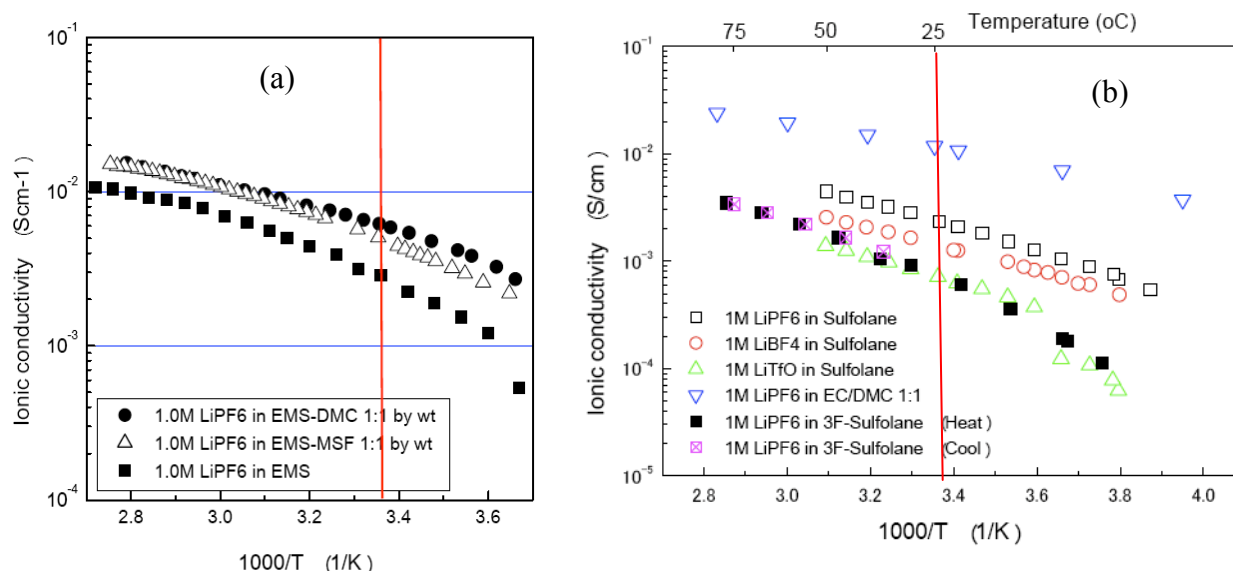 (a)
Ionic conductivity (Scm-1)
10-1
10-2
10-3
10-4
1.0M LiPF6 in EMS-DMC 1:1 by wt
1.0M LiPF6 in EMS-MSF 1:1 by wt
1.0M LiPF6 in EMS
2.8 3.0 3.2 3.4 3.6
1000/T (1/K)
Temperature (oC)
75 50 25
(b)
Ionic conductivity (S/cm)
10-1
10-2
10-3
10-4
10-5
1M LiPF6 in Sulfolane
1M LiBF4 in Sulfolane
1M LiTfO in Sulfolane
1M LiPF6 in EC/DMC 1:1
1M LiPF6 in 3F-Sulfolane (Heat)
1M LiPF6 in 3F-Sulfolane (Cool)
2.8 3.0 3.2 3.4 3.6 3.8 4.0
1000/T (1/K)